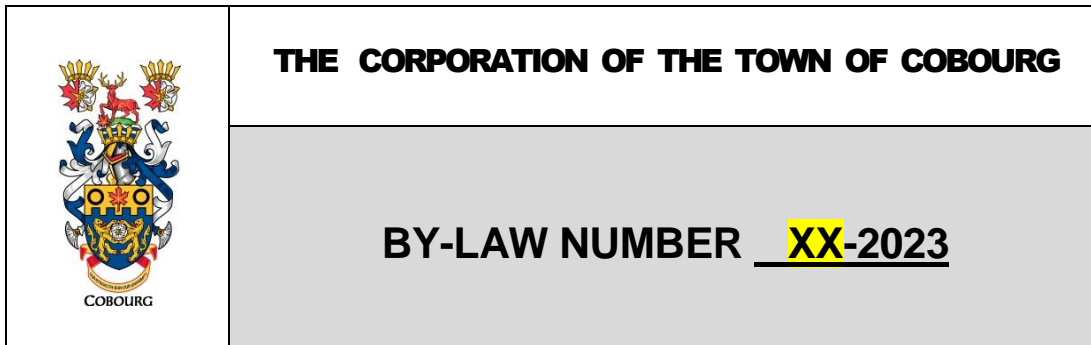 THE CORPORATION OF THE TOWN OF COBOURG
BY-LAW NUMBER XX-2023
COBOURG